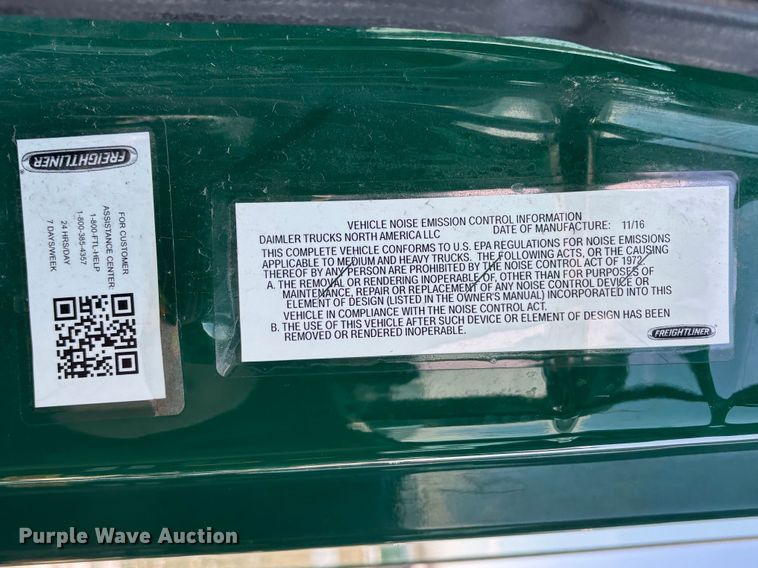 FREIGHTLINER
FOR CUSTOMER
ASSISTANCE CENTER:
1-800-FTL-HELP
1-800-385-4357
24 HRS/DAY
7 DAYS/WEEK
VEHICLE NOISE EMISSION CONTROL INFORMATION
DAIMLER TRUCKS NORTH AMERICA LLC DATE OF MANUFACTURE: 11/16
THIS COMPLETE VEHICLE CONFORMS TO U.S. EPA REGULATIONS FOR NOISE EMISSIONS
APPLICABLE TO MEDIUM AND HEAVY TRUCKS. THE FOLLOWING ACTS, OR THE CAUSING
THEREOF BY ANY PERSON ARE PROHIBITED BY THE NOISE CONTROL ACT OF 1972
A. THE REMOVAL OR RENDERING INOPERABLE OF, OTHER THAN FOR PURPOSES OF
MAINTENANCE, REPAIR OR REPLACEMENT OF ANY NOISE CONTROL DEVICE OR
ELEMENT OF DESIGN (LISTED IN THE OWNER'S MANUAL) INCORPORATED INTO THIS
VEHICLE IN COMPLIANCE WITH THE NOISE CONTROL ACT.
B. THE USE OF THIS VEHICLE AFTER SUCH DEVICE OR ELEMENT OF DESIGN HAS BEEN
REMOVED OR RENDERED INOPERABLE.
FREIGHTLINER
Purple Wave Auction